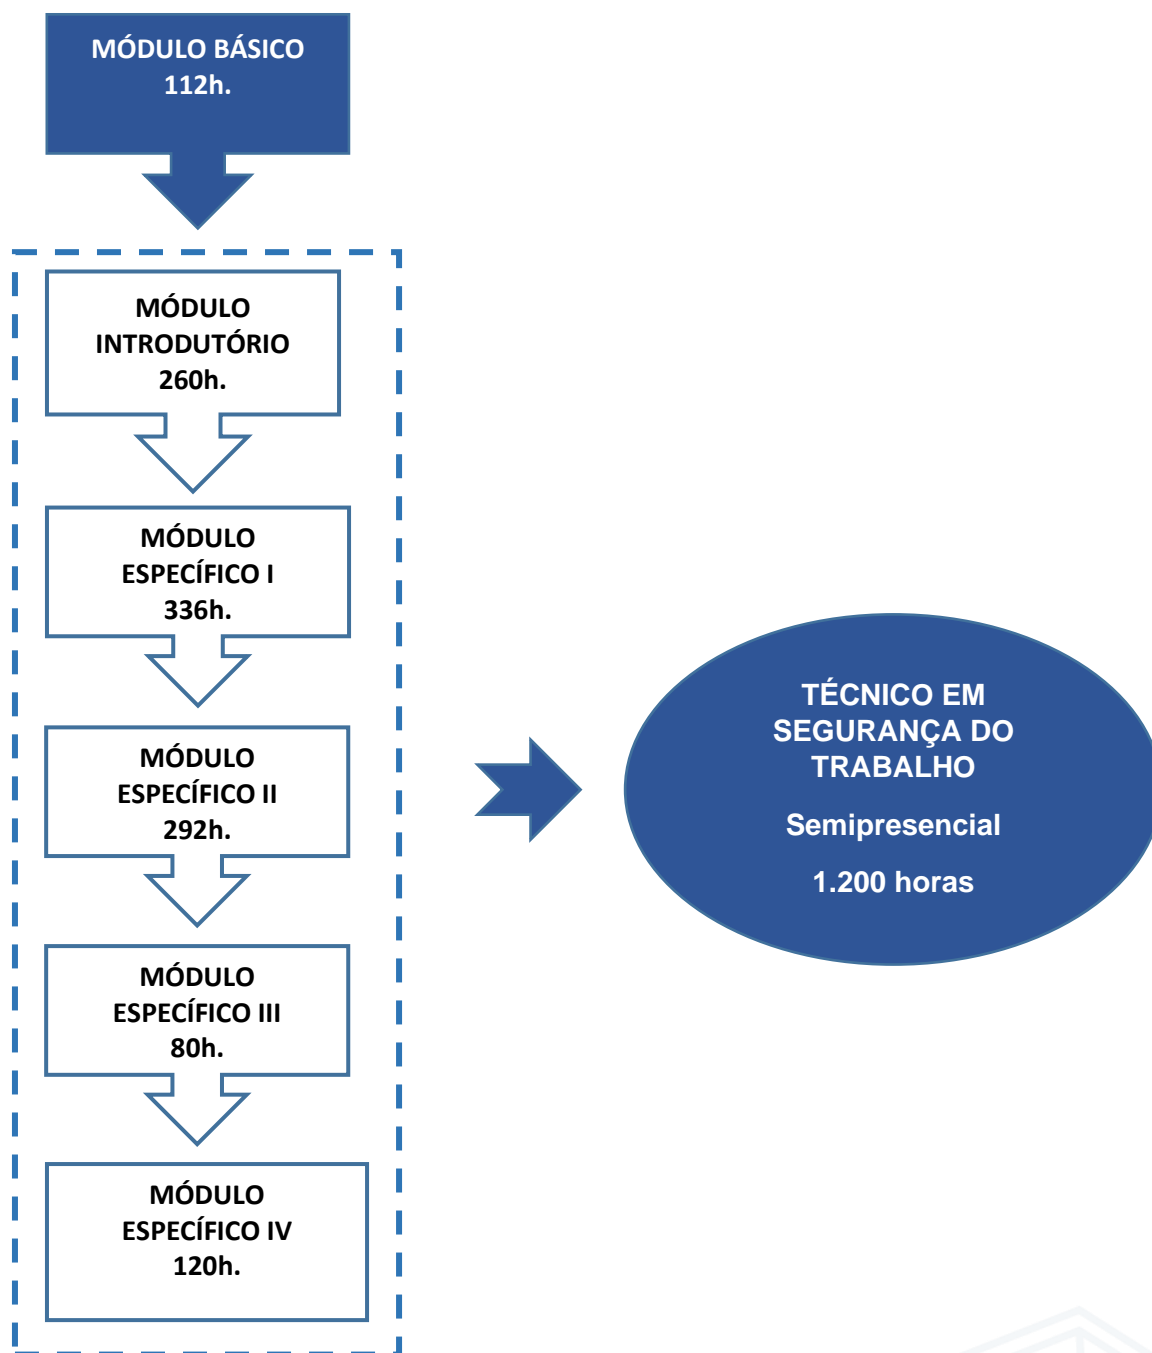 MÓDULO BÁSICO
112h.
MÓDULO
INTRODUTÓRIO
260h.
MÓDULO
ESPECÍFICO I
336h.
MÓDULO
ESPECÍFICO II
292h.
MÓDULO
ESPECÍFICO III
80h.
MÓDULO
ESPECÍFICO IV
120h.
TÉCNICO EM
SEGURANÇA DO
TRABALHO
Semipresencial
1.200 horas